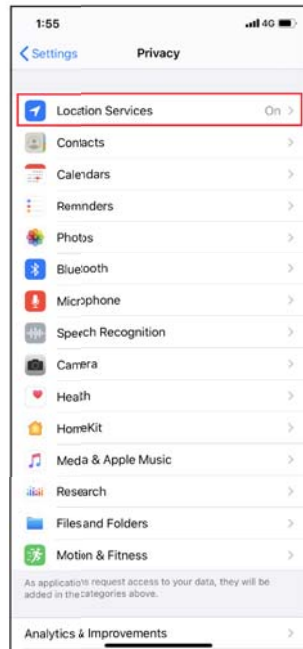 1:55
4G
Settings
Privacy
Location Services On
Contacts
Calendars
Reminders
Photos
Bluetooth
Microphone
Speech Recognition
Camera
Health
HomeKit
Media & Apple Music
Research
Files and Folders
Motion & Fitness
As applications request access to your data, they will be
added in the categories above.
Analytics & Improvements